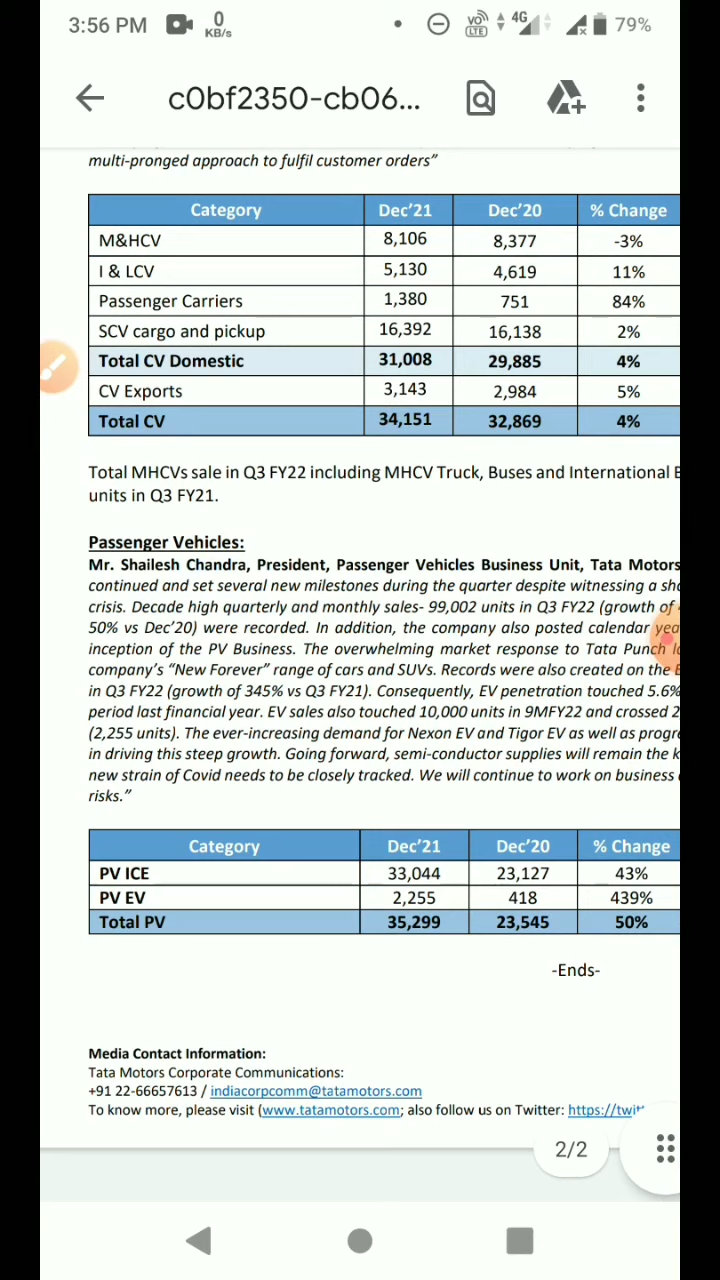 3:56 PM 0 KB/s VO LTE 4G 79%
c0bf2350-cb06...
multi-pronged approach to fulfil customer orders”
Category Dec’21 Dec’20 % Change
M&HCV 8,106 8,377 -3%
I & LCV 5,130 4,619 11%
Passenger Carriers 1,380 751 84%
SCV cargo and pickup 16,392 16,138 2%
Total CV Domestic 31,008 29,885 4%
CV Exports 3,143 2,984 5%
Total CV 34,151 32,869 4%
Total MHCVs sale in Q3 FY22 including MHCV Truck, Buses and International
units in Q3 FY21.
Passenger Vehicles:
Mr. Shailesh Chandra, President, Passenger Vehicles Business Unit, Tata Motors
continued and set several new milestones during the quarter despite witnessing a
crisis. Decade high quarterly and monthly sales- 99,002 units in Q3 FY22 (growth of
50% vs Dec’20) were recorded. In addition, the company also posted calendar
inception of the PV Business. The overwhelming market response to Tata Punch
company’s “New Forever” range of cars and SUVs. Records were also created on the
in Q3 FY22 (growth of 345% vs Q3 FY21). Consequently, EV penetration touched 5.6%
period last financial year. EV sales also touched 10,000 units in 9MFY22 and crossed
(2,255 units). The ever-increasing demand for Nexon EV and Tigor EV as well as
in driving this steep growth. Going forward, semi-conductor supplies will remain the
new strain of Covid needs to be closely tracked. We will continue to work on business
risks.”
Category Dec’21 Dec’20 % Change
PV ICE 33,044 23,127 43%
PV EV 2,255 418 439%
Total PV 35,299 23,545 50%
-Ends-
Media Contact Information:
Tata Motors Corporate Communications:
+91 22-66657613 / indiacorpcomm@tatamotors.com
To know more, please visit (www.tatamotors.com; also follow us on Twitter: https://twit
2/2